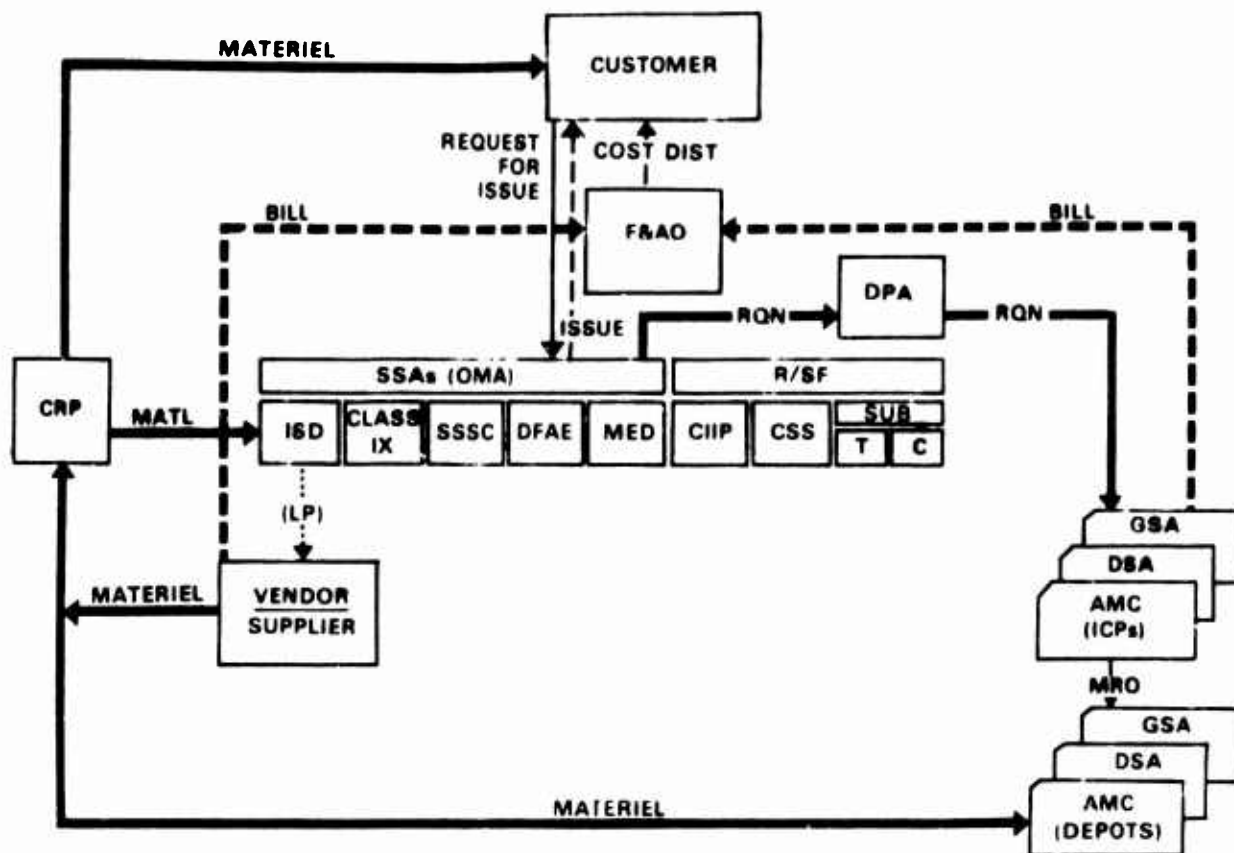 MATERIEL
CUSTOMER
REQUEST
FOR
ISSUE
COST DIST
BILL
F&AO
BILL
DPA
ISSUE
RQN
RQN
SSAs (OMA)
R/SF
CRP
MATL
ISD
CLASS
IX
SSSC
DFAE
MED
CIIP
CSS
SUB
T
C
(LP)
GSA
DSA
AMC
(ICPs)
MATERIEL
VENDOR
SUPPLIER
MRO
GSA
DSA
AMC
(DEPOTS)
MATERIEL